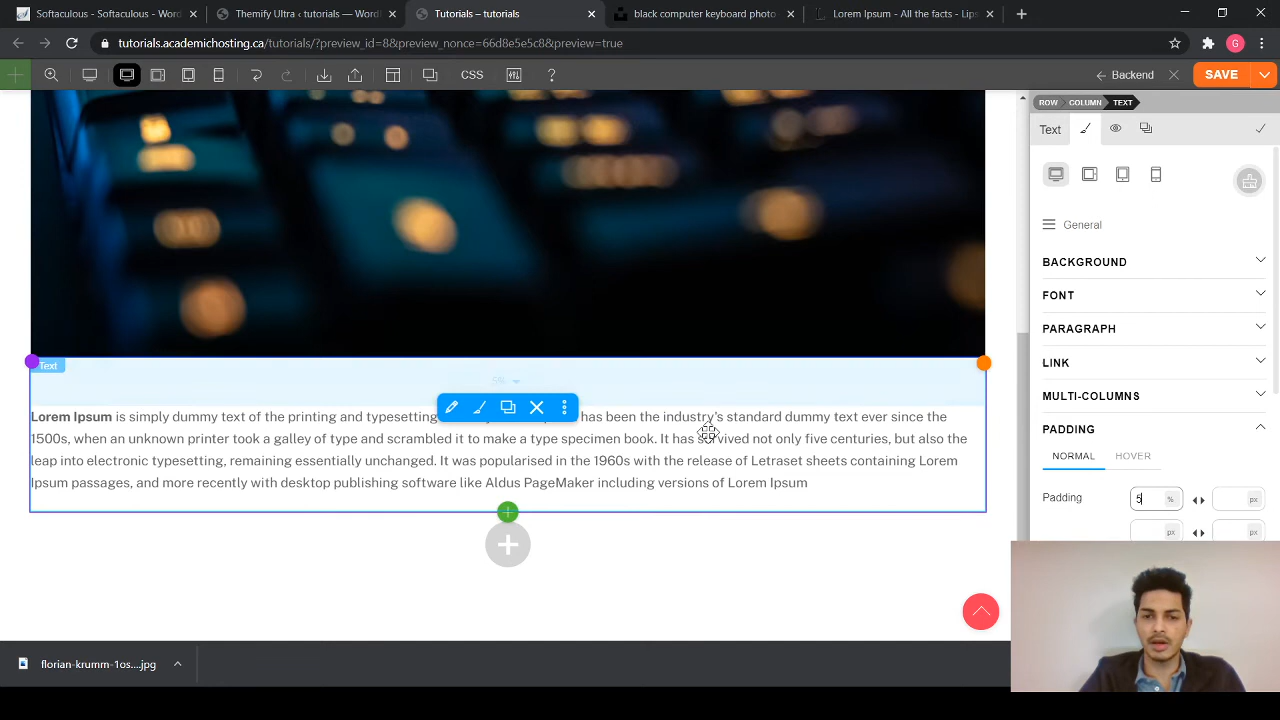 Softaculous - Softaculous - Word
Themify Ultra ‹ tutorials — Word
Tutorials – tutorials
black computer keyboard photo
Lorem Ipsum - All the facts - Lips
tutorials.academichosting.ca/tutorials/?preview_id=8&preview_nonce=66d8e5e5c8&preview=true
G
CSS
?
Backend
SAVE
ROW COLUMN TEXT
Text
General
BACKGROUND
FONT
PARAGRAPH
LINK
MULTI-COLUMNS
PADDING
NORMAL HOVER
Padding 5 % px
px px
Text
5%
Lorem Ipsum is simply dummy text of the printing and typesetting has been the industry's standard dummy text ever since the
1500s, when an unknown printer took a galley of type and scrambled it to make a type specimen book. It has vived not only five centuries, but also the
leap into electronic typesetting, remaining essentially unchanged. It was popularised in the 1960s with the release of Letraset sheets containing Lorem
Ipsum passages, and more recently with desktop publishing software like Aldus PageMaker including versions of Lorem Ipsum
florian-krumm-1os....jpg